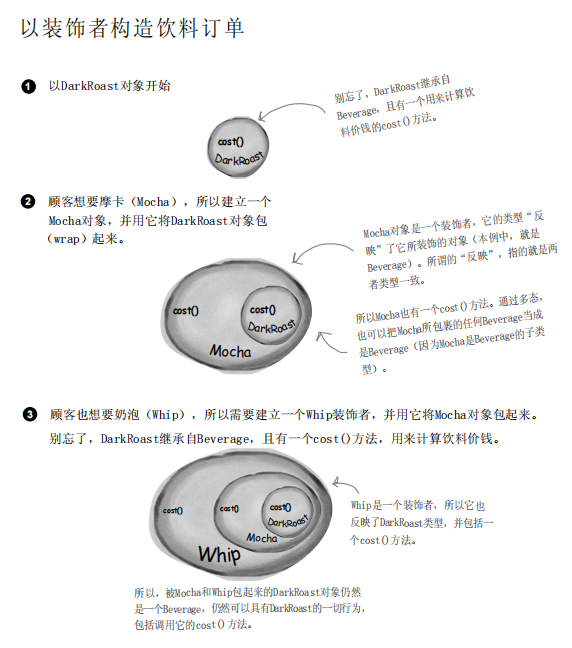 以装饰者构造饮料订单
1 以DarkRoast对象开始
别忘了，DarkRoast继承自
Beverage，且有一个用来计算饮
料价钱的cost()方法。
cost()
DarkRoast
2 顾客想要摩卡（Mocha），所以建立一个
Mocha对象，并用它将DarkRoast对象包
（wrap）起来。
Mocha对象是一个装饰者，它的类型“反
映”了它所装饰的对象（本例中，就是
Beverage）。所谓的“反映”，指的就是两
者类型一致。
cost()
cost()
DarkRoast
Mocha
所以Mocha也有一个cost()方法。通过多态，
也可以把Mocha所包裹的任何Beverage当成
是Beverage（因为Mocha是Beverage的子类
型）。
3 顾客也想要奶泡（Whip），所以需要建立一个Whip装饰者，并用它将Mocha对象包起来。
别忘了，DarkRoast继承自Beverage，且有一个cost()方法，用来计算饮料价钱。
cost()
cost()
cost()
DarkRoast
Mocha
Whip
Whip是一个装饰者，所以它也
反映了DarkRoast类型，并包括一
个cost()方法。
所以，被Mocha和Whip包起来的DarkRoast对象仍然
是一个Beverage，仍然可以具有DarkRoast的一切行为，
包括调用它的cost()方法。